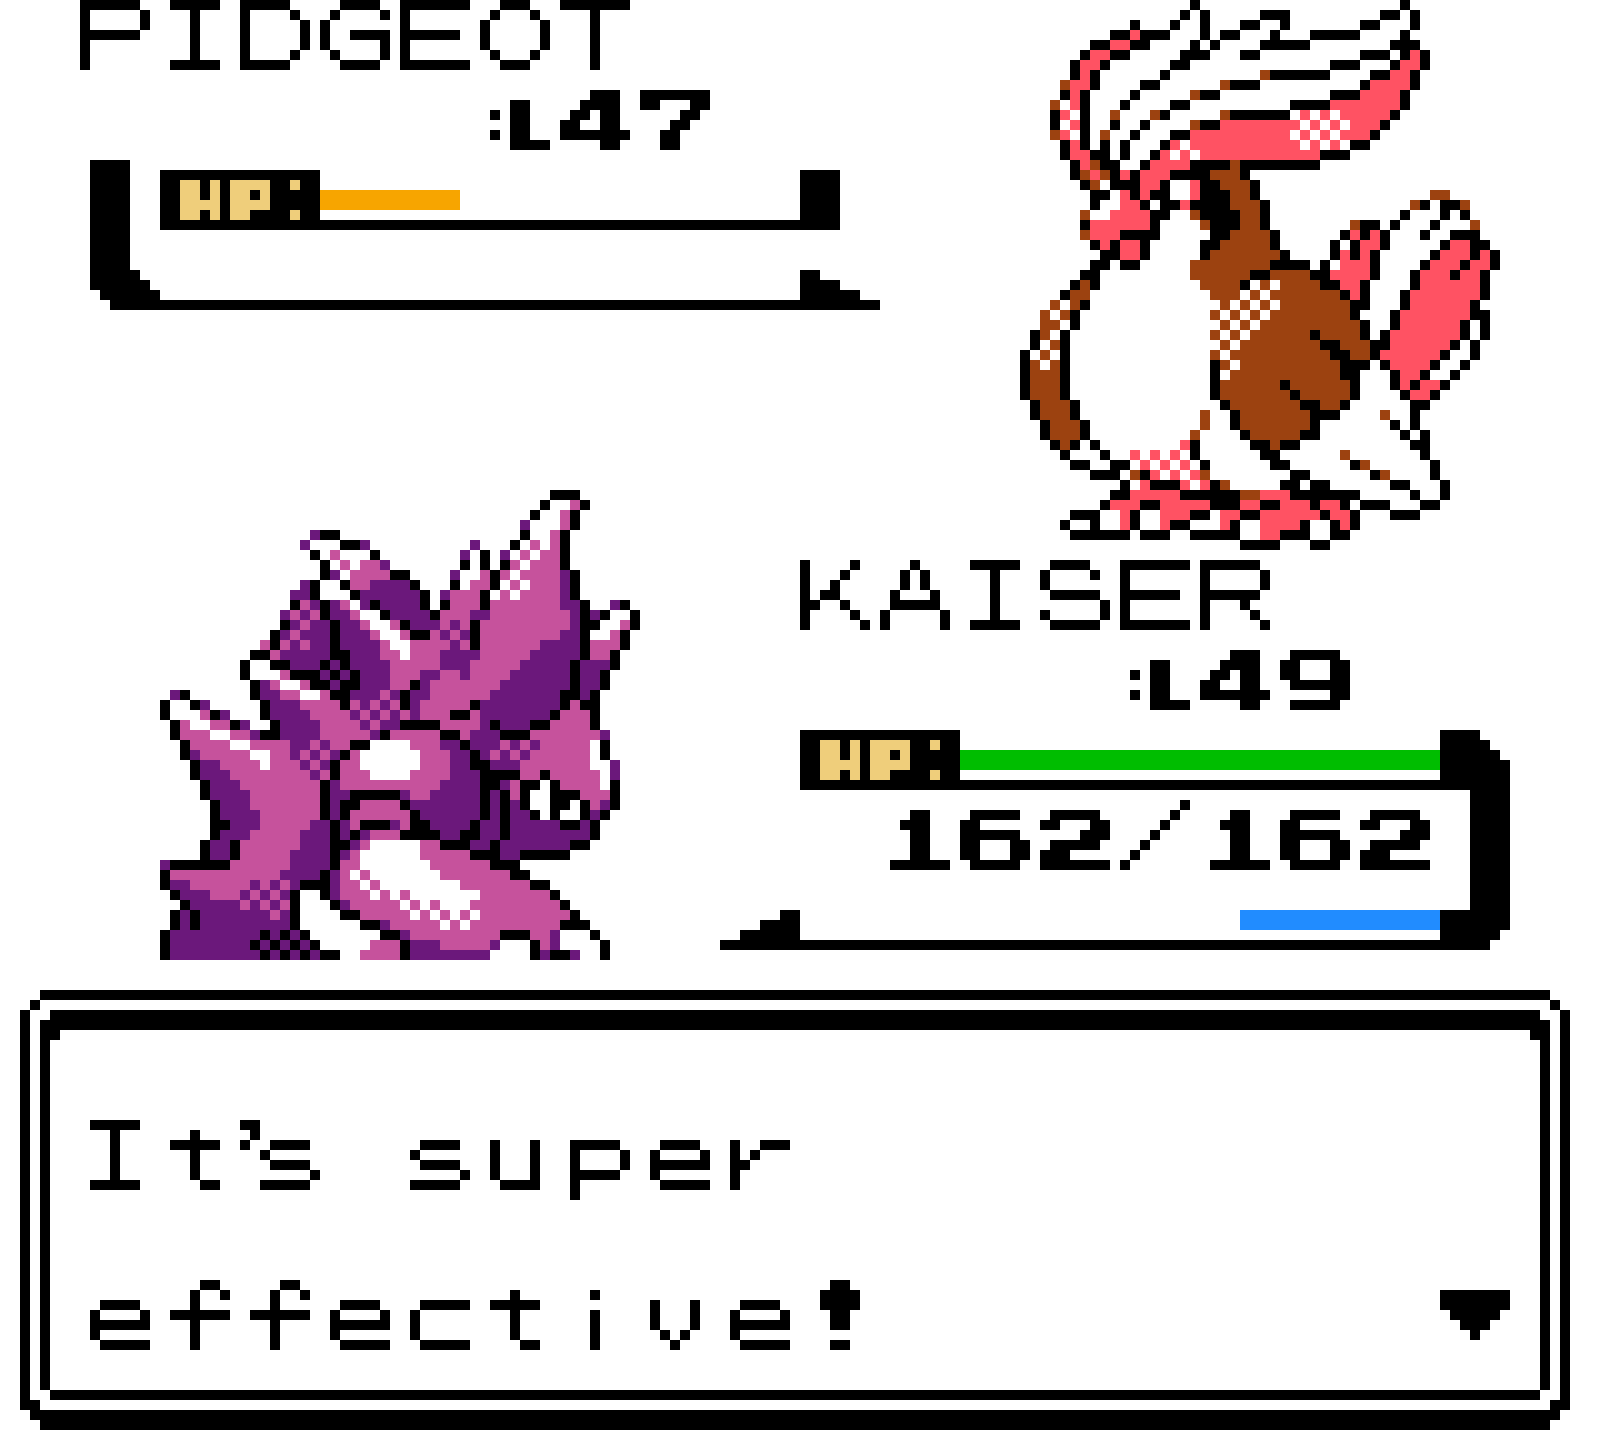 PIDGEOT
:L47
HP:
KAISER
:L49
HP:
162/162
It's super
effective!